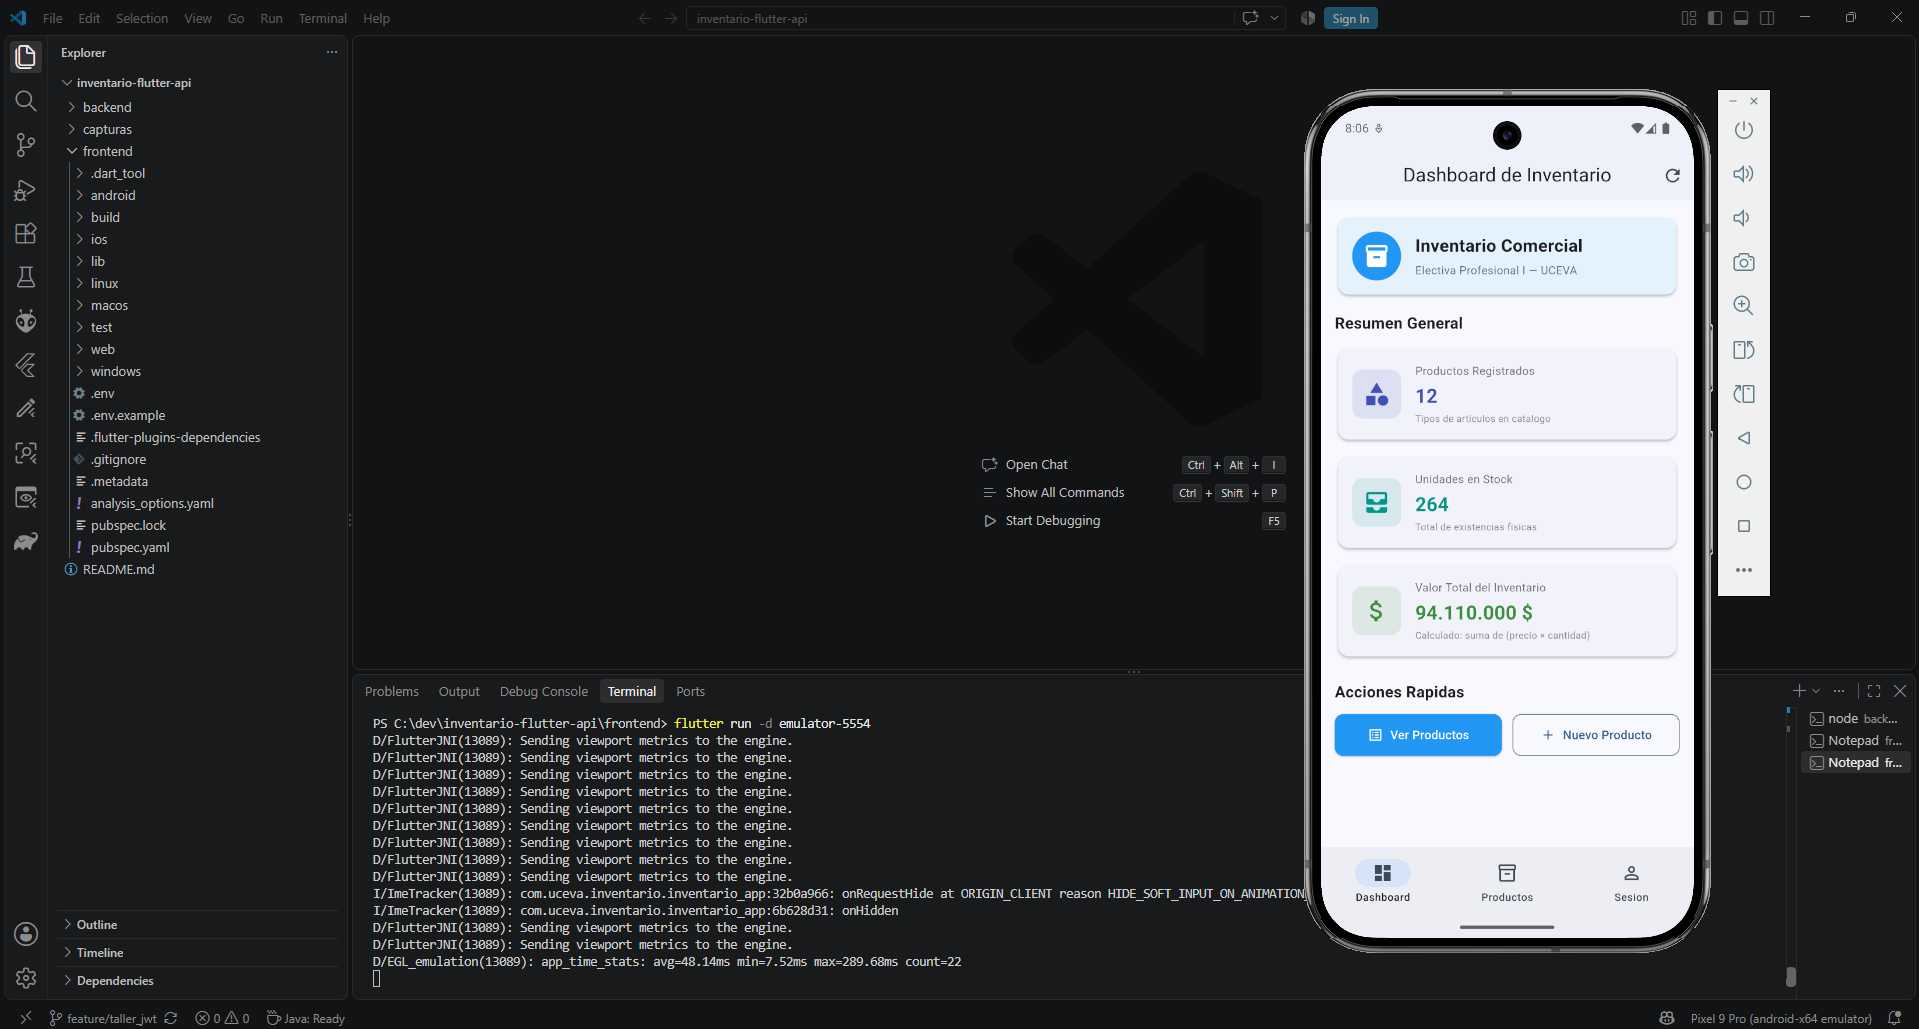 File Edit Selection View Go Run Terminal Help
inventario-flutter-api
Sign In
Explorer
inventario-flutter-api
backend
capturas
frontend
.dart_tool
android
build
ios
lib
linux
macos
test
web
windows
.env
.env.example
.flutter-plugins-dependencies
.gitignore
.metadata
analysis_options.yaml
pubspec.lock
pubspec.yaml
README.md
Outline
Timeline
Dependencies
Open Chat Ctrl + Alt + I
Show All Commands Ctrl + Shift + P
Start Debugging F5
Problems Output Debug Console Terminal Ports
PS C:\dev\inventario-flutter-api\frontend> flutter run -d emulator-5554
D/FlutterJNI(13089): Sending viewport metrics to the engine.
D/FlutterJNI(13089): Sending viewport metrics to the engine.
D/FlutterJNI(13089): Sending viewport metrics to the engine.
D/FlutterJNI(13089): Sending viewport metrics to the engine.
D/FlutterJNI(13089): Sending viewport metrics to the engine.
D/FlutterJNI(13089): Sending viewport metrics to the engine.
D/FlutterJNI(13089): Sending viewport metrics to the engine.
D/FlutterJNI(13089): Sending viewport metrics to the engine.
D/FlutterJNI(13089): Sending viewport metrics to the engine.
I/ImeTracker(13089): com.uceva.inventario.inventario_app:32b0a966: onRequestHide at ORIGIN_CLIENT reason HIDE_SOFT_INPUT_ON_ANIMATION
I/ImeTracker(13089): com.uceva.inventario.inventario_app:6b628d31: onHidden
D/FlutterJNI(13089): Sending viewport metrics to the engine.
D/FlutterJNI(13089): Sending viewport metrics to the engine.
D/EGL_emulation(13089): app_time_stats: avg=48.14ms min=7.52ms max=289.68ms count=22
node back...
Notepad fr...
Notepad fr...
8:06
Dashboard de Inventario
Inventario Comercial
Electiva Profesional I — UCEVA
Resumen General
Productos Registrados
12
Tipos de articulos en catalogo
Unidades en Stock
264
Total de existencias fisicas
Valor Total del Inventario
$
94.110.000 $
Calculado: suma de (precio × cantidad)
Acciones Rapidas
Ver Productos
+ Nuevo Producto
Dashboard Productos Sesion
feature/taller_jwt 0 0 Java: Ready
Pixel 9 Pro (android-x64 emulator)